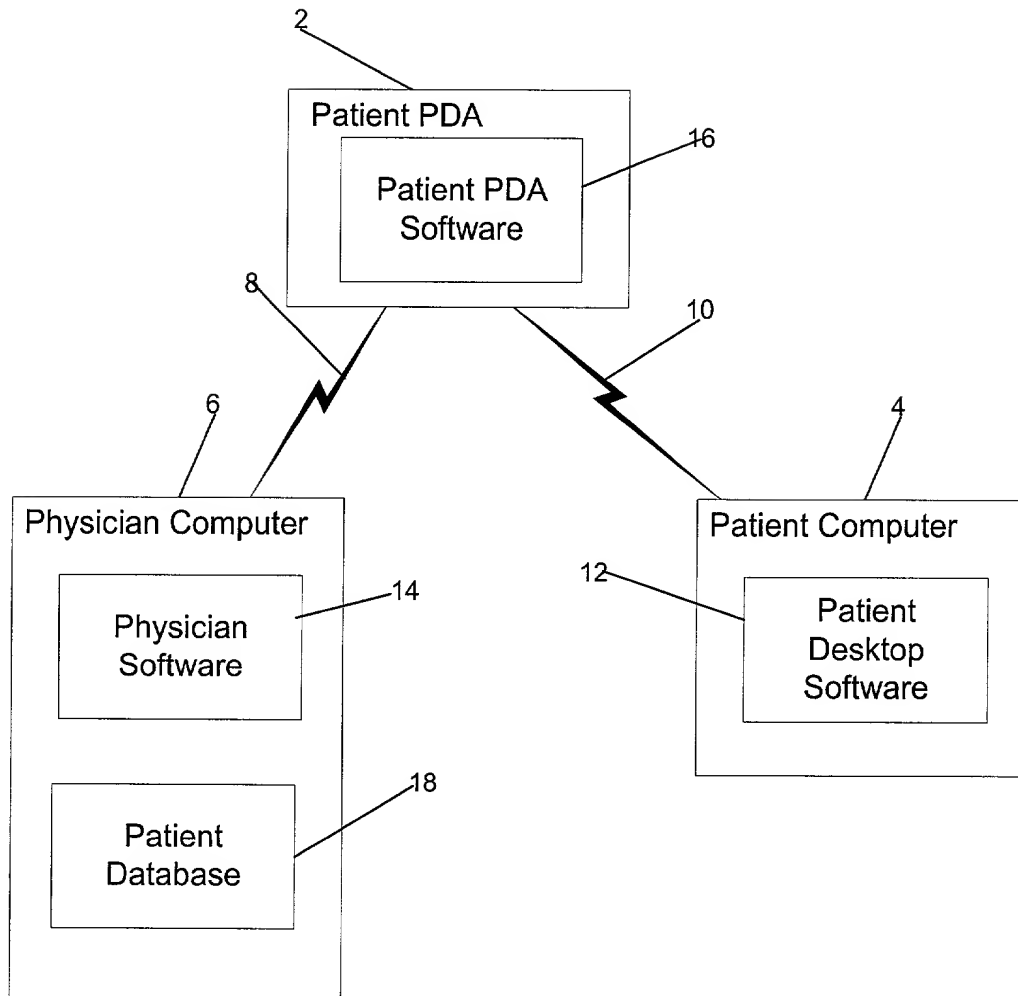 2
Patient PDA
16
Patient PDA
Software
8
10
6
4
Physician Computer
Patient Computer
14
12
Physician
Software
Patient
Desktop
Software
18
Patient
Database